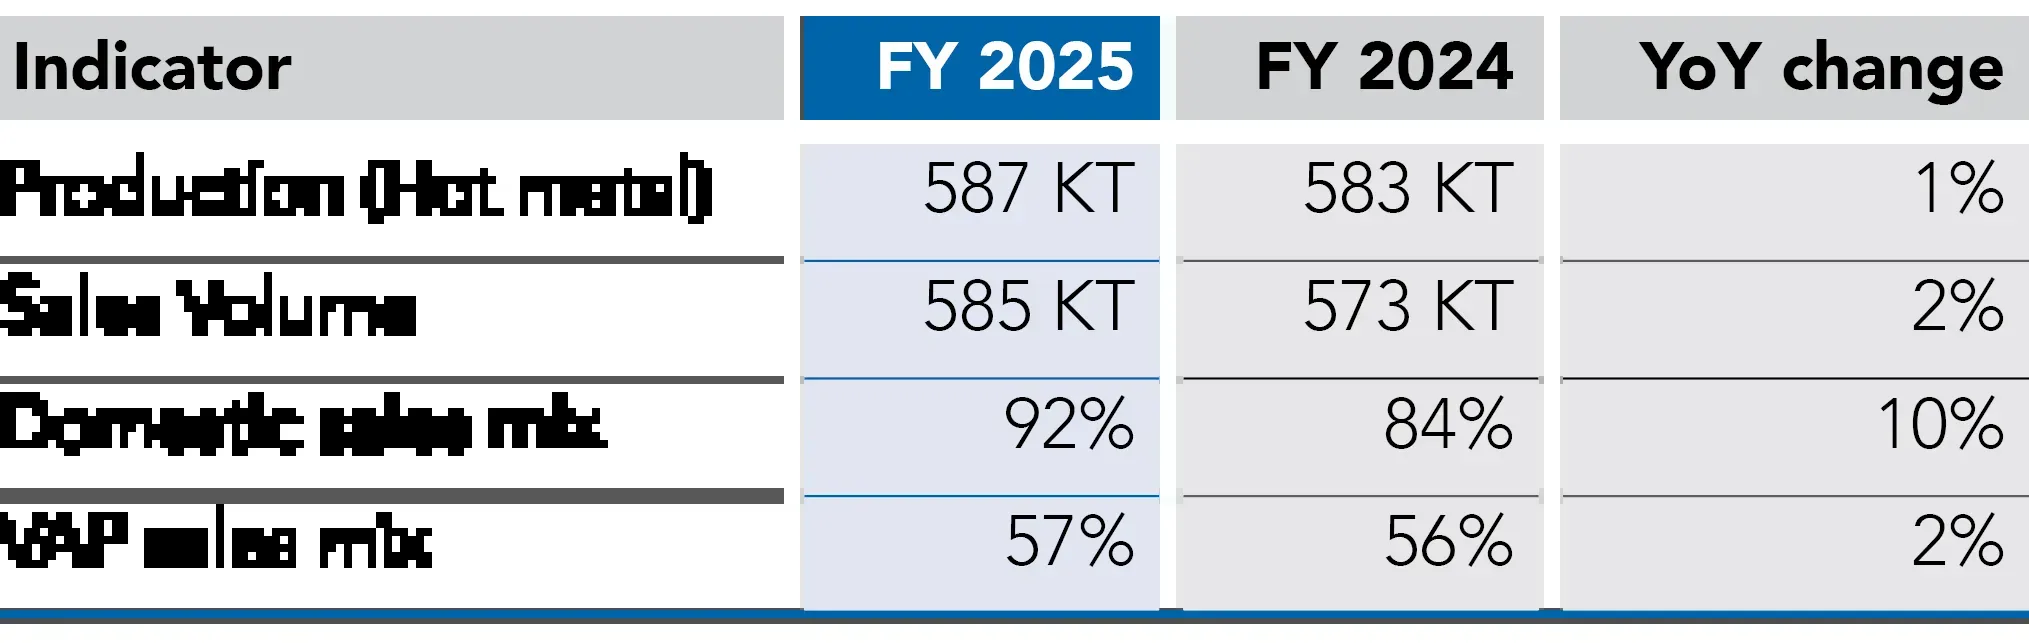 Indicator FY 2025 FY 2024 YoY change
Production (Hot metal) 587 KT 583 KT 1%
Sales Volume 585 KT 573 KT 2%
Domestic sales mix 92% 84% 10%
VAP sales mix 57% 56% 2%